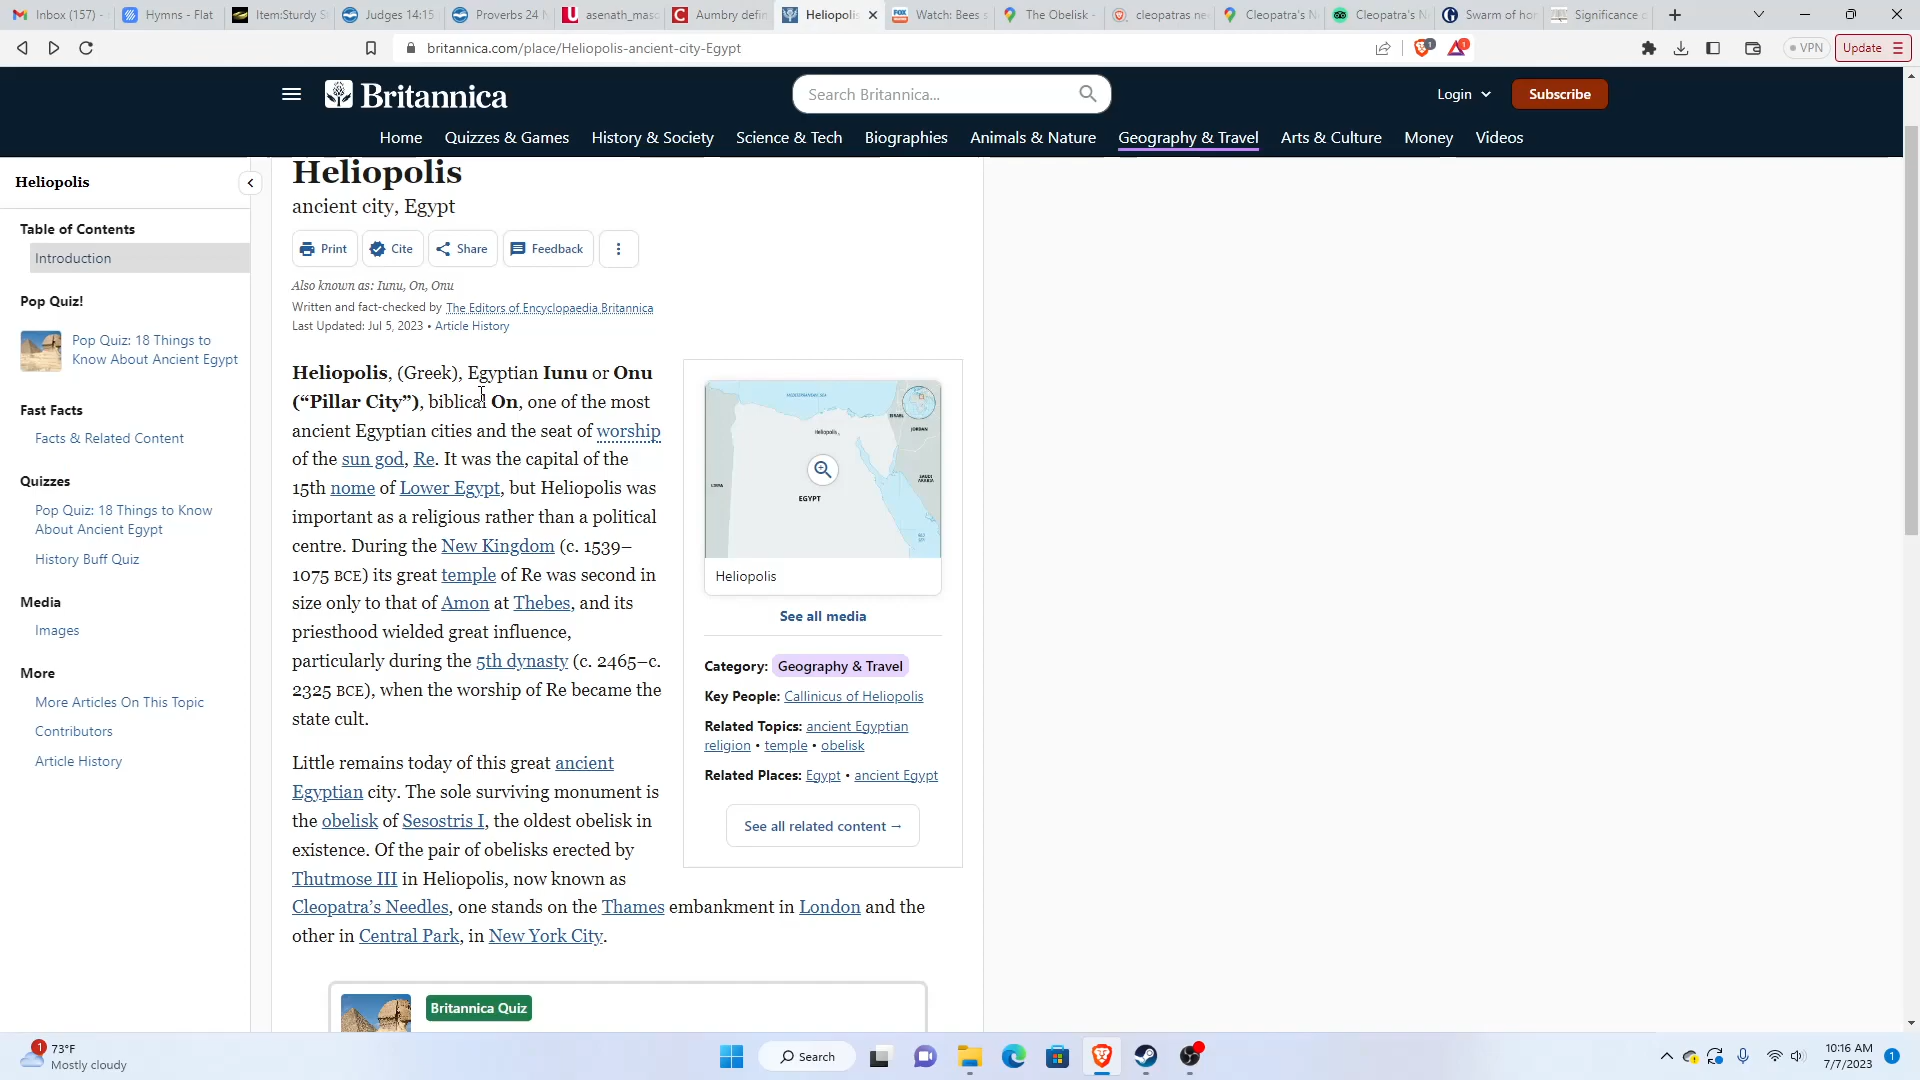 Inbox (157) -
Hymns - Flat
Item:Sturdy S
Judges 14:15
Proverbs 24
asenath_maso
Aumbry defin
Heliopolis
Watch: Bees s
The Obelisk -
cleopatras ne
Cleopatra's N
Cleopatra's N
Swarm of hor
Significance
britannica.com/place/Heliopolis-ancient-city-Egypt
1
1
VPN
Update
Britannica
Search Britannica...
Login
Subscribe
Home
Quizzes & Games
History & Society
Science & Tech
Biographies
Animals & Nature
Geography & Travel
Arts & Culture
Money
Videos
Heliopolis
Table of Contents
Introduction
Pop Quiz!
Pop Quiz: 18 Things to
Know About Ancient Egypt
Fast Facts
Facts & Related Content
Quizzes
Pop Quiz: 18 Things to Know
About Ancient Egypt
History Buff Quiz
Media
Images
More
More Articles On This Topic
Contributors
Article History
Heliopolis
ancient city, Egypt
Print
Cite
Share
Feedback
Also known as: Iunu, On, Onu
Written and fact-checked by The Editors of Encyclopaedia Britannica
Last Updated: Jul 5, 2023 • Article History
Heliopolis, (Greek), Egyptian Iunu or Onu
(“Pillar City”), biblical On, one of the most
ancient Egyptian cities and the seat of worship
of the sun god, Re. It was the capital of the
15th nome of Lower Egypt, but Heliopolis was
important as a religious rather than a political
centre. During the New Kingdom (c. 1539–
1075 BCE) its great temple of Re was second in
size only to that of Amon at Thebes, and its
priesthood wielded great influence,
particularly during the 5th dynasty (c. 2465–c.
2325 BCE), when the worship of Re became the
state cult.
Little remains today of this great ancient
Egyptian city. The sole surviving monument is
the obelisk of Sesostris I, the oldest obelisk in
existence. Of the pair of obelisks erected by
Thutmose III in Heliopolis, now known as
Cleopatra’s Needles, one stands on the Thames embankment in London and the
other in Central Park, in New York City.
MEDITERRANEAN SEA
ISRAEL
JORDAN
Heliopolis
LIBYA
SAUDI
ARABIA
EGYPT
Heliopolis
See all media
Category: Geography & Travel
Key People: Callinicus of Heliopolis
Related Topics: ancient Egyptian
religion • temple • obelisk
Related Places: Egypt • ancient Egypt
See all related content →
Britannica Quiz
1
73°F
Mostly cloudy
Search
10:16 AM
7/7/2023
1